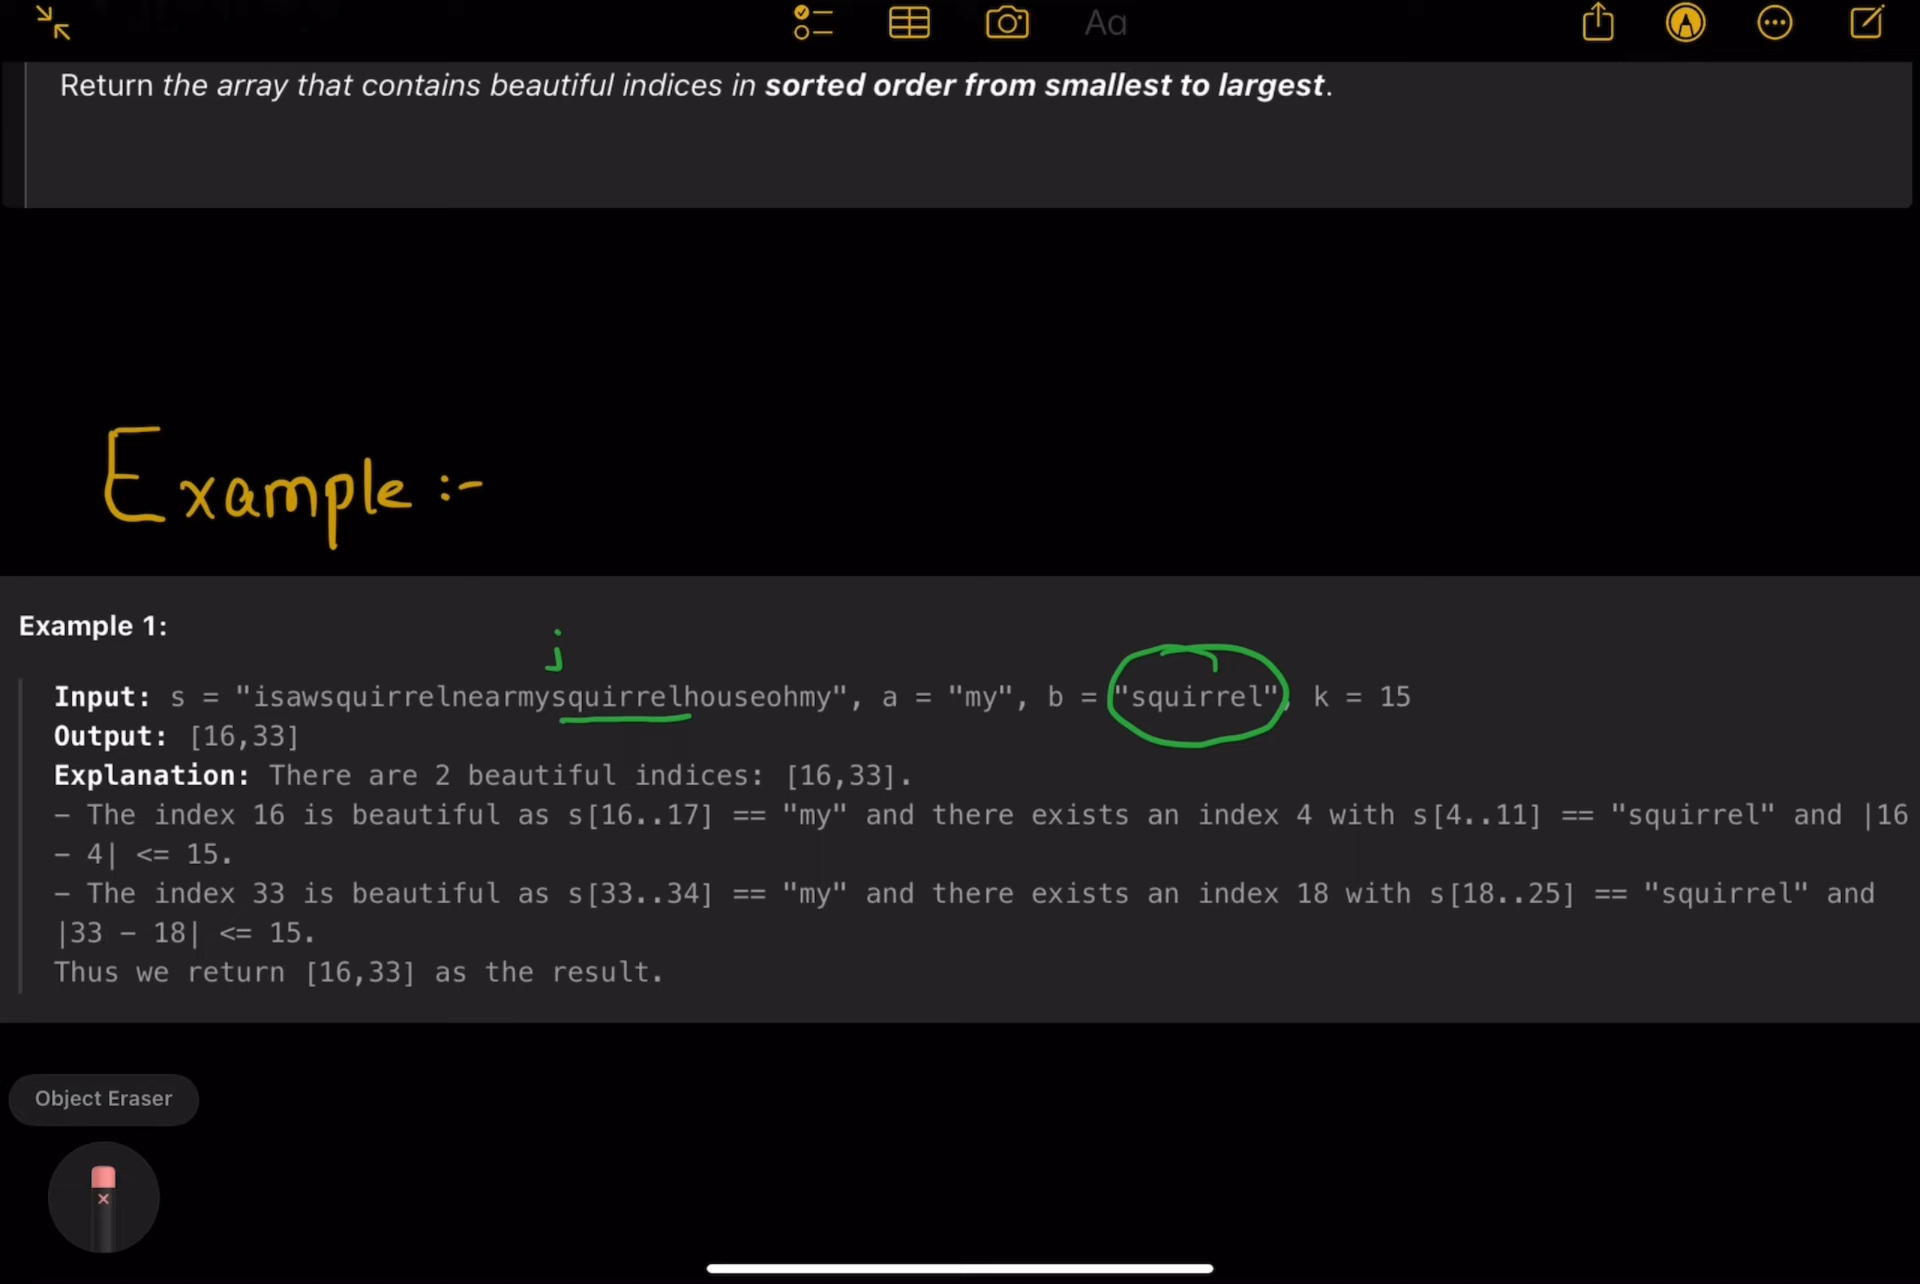 Aa
Return the array that contains beautiful indices in sorted order from smallest to largest.
Example :-
Example 1:
j
Input: s = "isawsquirrelnearmysquirrelhouseohmy", a = "my", b = "squirrel", k = 15
Output: [16,33]
Explanation: There are 2 beautiful indices: [16,33].
- The index 16 is beautiful as s[16..17] == "my" and there exists an index 4 with s[4..11] == "squirrel" and |16
- 4| <= 15.
- The index 33 is beautiful as s[33..34] == "my" and there exists an index 18 with s[18..25] == "squirrel" and
|33 - 18| <= 15.
Thus we return [16,33] as the result.
Object Eraser